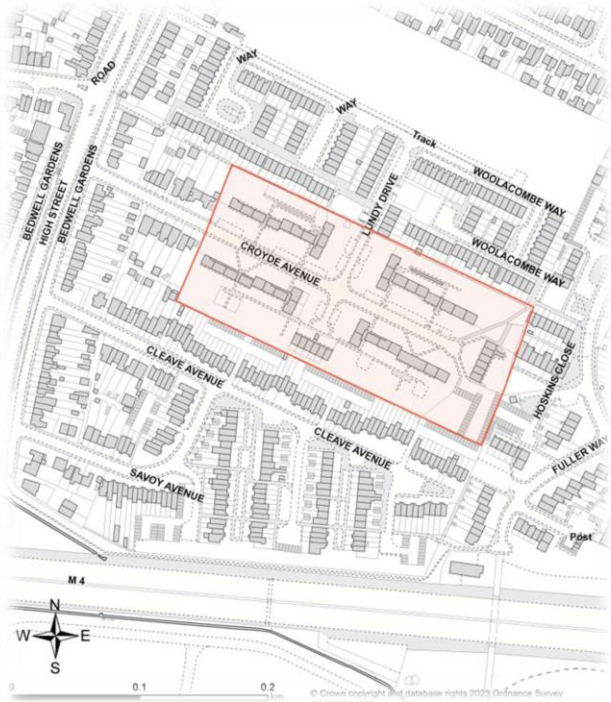 ROAD
WAY
WAY
Track
WOOLACOMBE WAY
BEDWELL GARDENS
HIGH STREET
BEDWELL GARDENS
LUNDY DRIVE
WOOLACOMBE WAY
CROYDE AVENUE
CLEAVE AVENUE
HOSKINS CLOSE
CLEAVE AVENUE
FULLER WA
SAVOY AVENUE
Post
M 4
N
W E
S
0 0.1 0.2
km
© Crown copyright and database rights 2023 Ordnance Survey